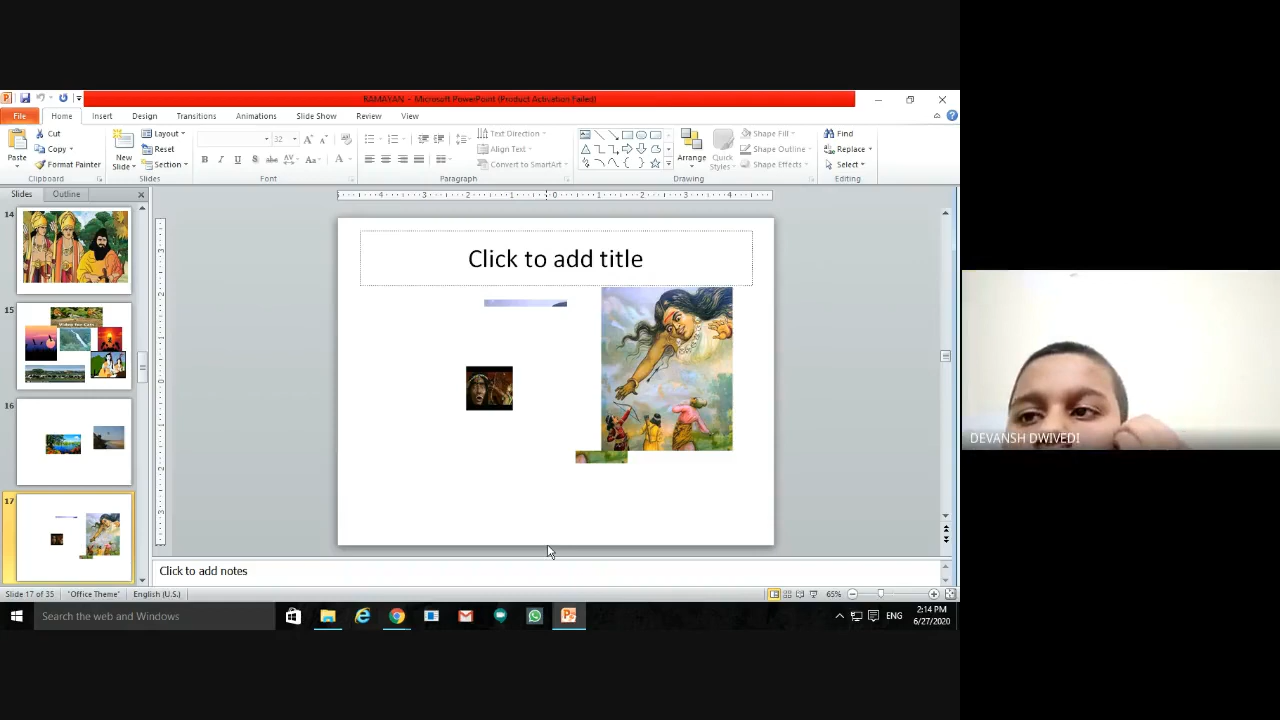 RAMAYAN - Microsoft PowerPoint (Product Activation Failed)
File Home Insert Design Transitions Animations Slide Show Review View
Cut
Copy
Format Painter
Paste
Clipboard
New
Slide
Layout
Reset
Section
Slides
32
B I U S abc AV Aa A
Font
Text Direction
Align Text
Convert to SmartArt
Paragraph
Arrange
Quick
Styles
Shape Fill
Shape Outline
Shape Effects
Drawing
Find
Replace
Select
Editing
Slides Outline
14
15
16
17
Click to add title
Click to add notes
Slide 17 of 35 "Office Theme" English (U.S.) 65%
Search the web and Windows
ENG
2:14 PM
6/27/2020
DEVANSH DWIVEDI